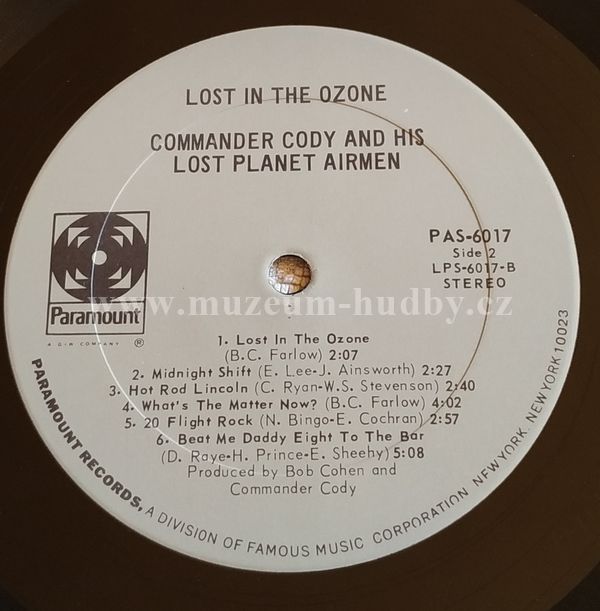 LOST IN THE OZONE
COMMANDER CODY AND HIS
LOST PLANET AIRMEN
Paramount
A G+W COMPANY ®
PAS-6017
Side 2
LPS-6017-B
STEREO
www.muzeum-hudby.cz
1. Lost In The Ozone
(B.C. Farlow) 2:07
2. Midnight Shift (E. Lee-J. Ainsworth) 2:27
3. Hot Rod Lincoln (C. Ryan-W.S. Stevenson) 2:40
4. What's The Matter Now? (B.C. Farlow) 4:02
5. 20 Flight Rock (N. Bingo-E. Cochran) 2:57
6. Beat Me Daddy Eight To The Bar
(D. Raye-H. Prince-E. Sheehy) 5:08
Produced by Bob Cohen and
Commander Cody
PARAMOUNT RECORDS, A DIVISION OF FAMOUS MUSIC CORPORATION, NEW YORK, NEW YORK 10023